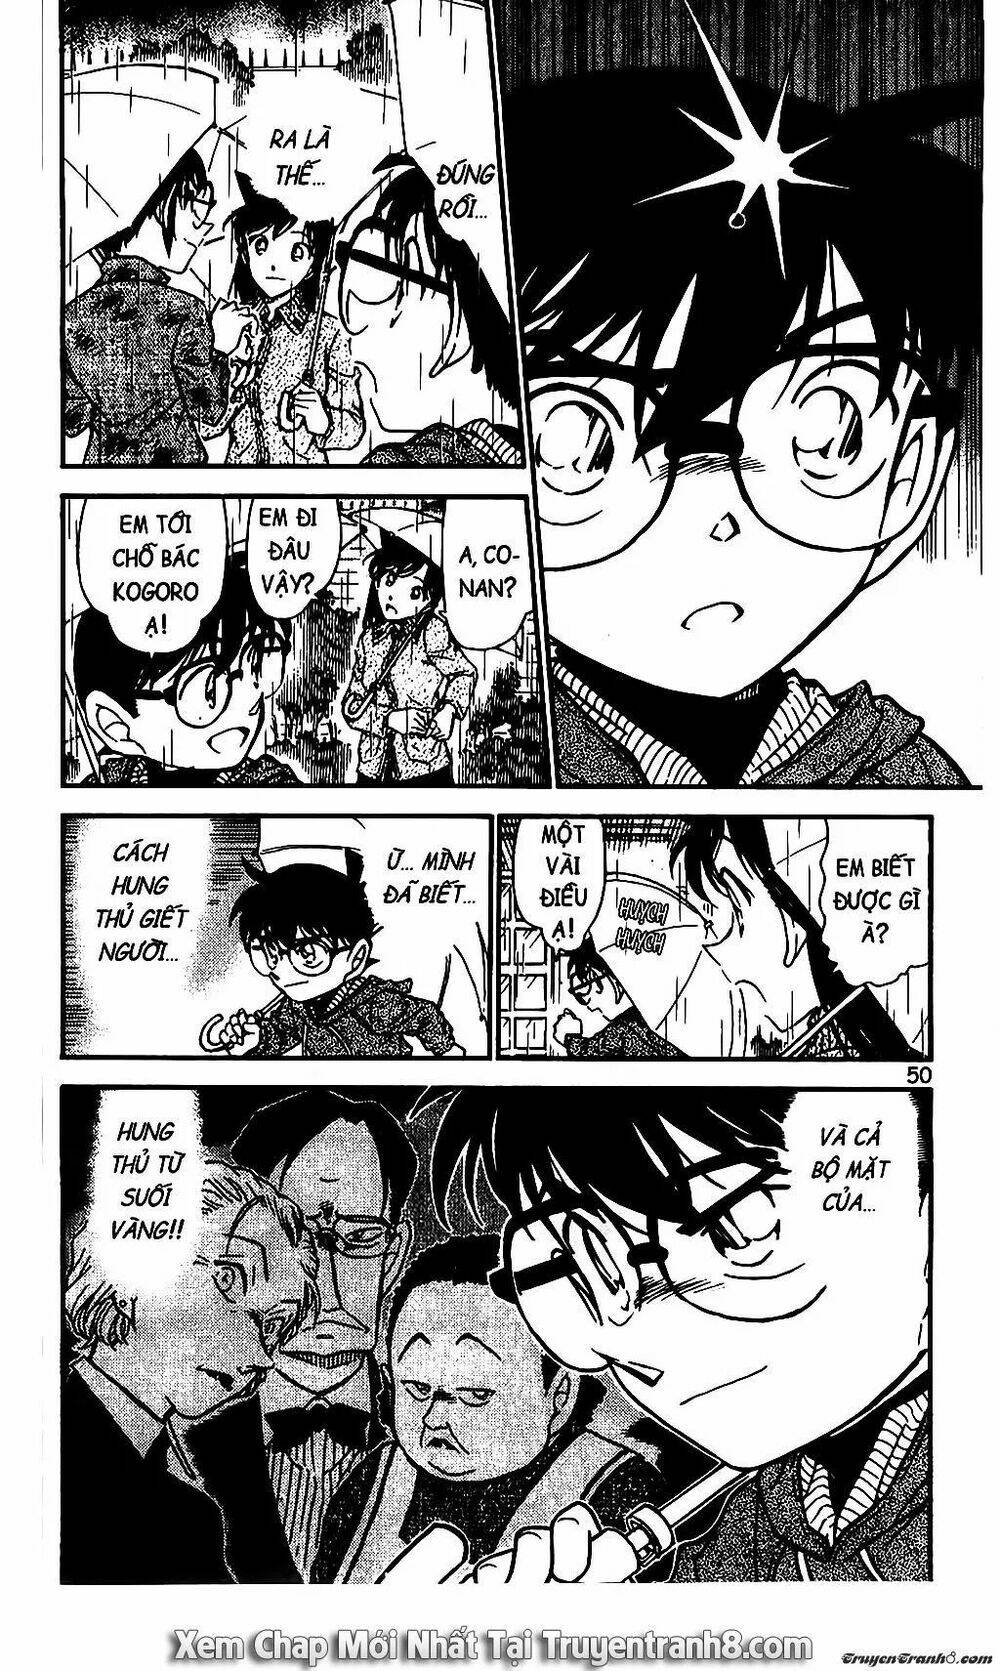 RA LÀ
THẾ...
ĐÚNG
RỒI...
A, CO-
NAN?
EM ĐI
ĐÂU
VẬY?
EM TỚI
CHỖ BÁC
KOGORO
Ạ!
EM BIẾT
ĐƯỢC GÌ
À?
MỘT
VÀI
ĐIỀU
Ạ!
HUỴCH
HUỴCH
Ừ... MÌNH
ĐÃ BIẾT...
CÁCH
HUNG
THỦ GIẾT
NGƯỜI...
50
VÀ CẢ
BỘ MẶT
CỦA...
HUNG
THỦ TỪ
SUỐI
VÀNG!!
Xem Chap Mới Nhất Tại Truyentranh8.com
TruyenTranh8.com